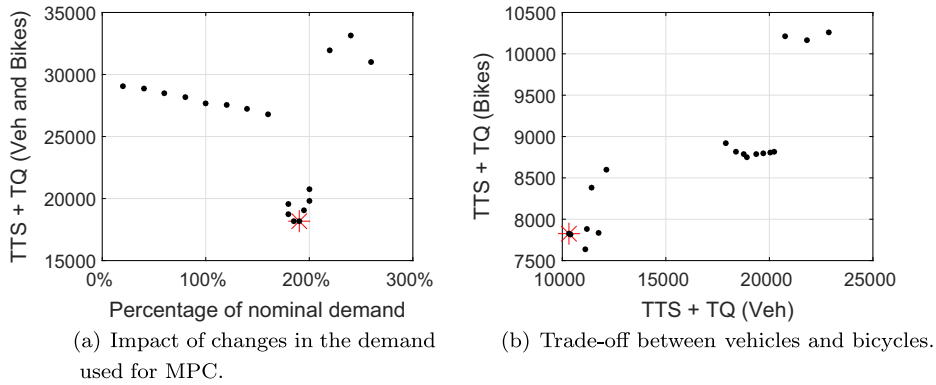 35000
30000
25000
20000
15000
0%
100%
200%
300%
TTS + TQ (Veh and Bikes)
Percentage of nominal demand
(a) Impact of changes in the demand
used for MPC.
10500
10000
9500
9000
8500
8000
7500
10000
15000
20000
25000
TTS + TQ (Bikes)
TTS + TQ (Veh)
(b) Trade-off between vehicles and bicycles.